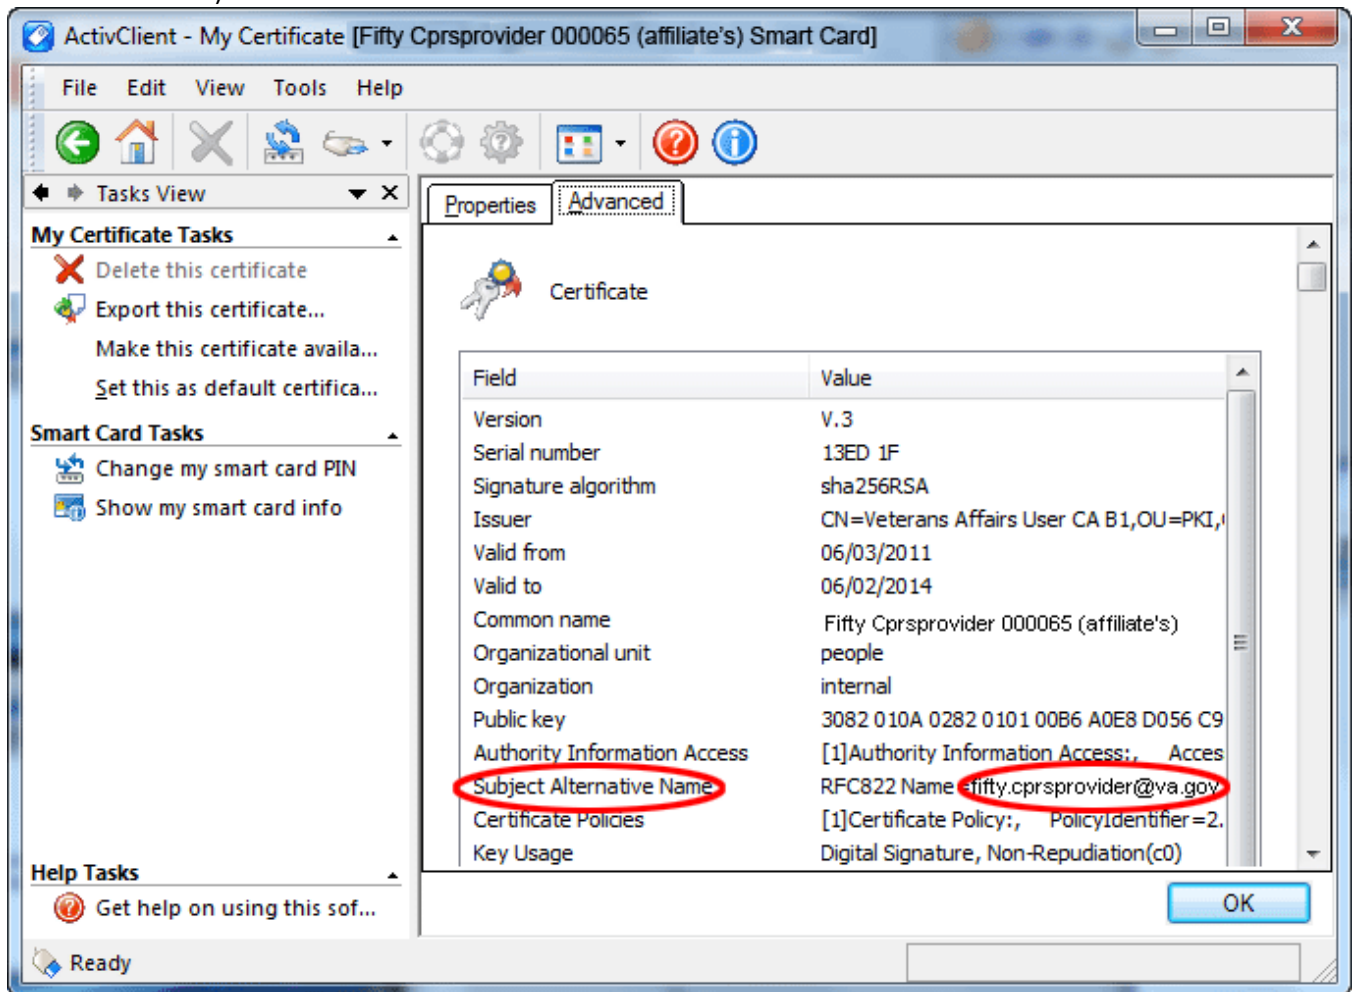 ActivClient - My Certificate [Fifty Cprsprovider 000065 (affiliate's) Smart Card]
File Edit View Tools Help
Tasks View
My Certificate Tasks
Delete this certificate
Export this certificate...
Make this certificate availa...
Set this as default certifica...
Smart Card Tasks
Change my smart card PIN
Show my smart card info
Help Tasks
Get help on using this sof...
Properties Advanced
Certificate
Field Value
Version V.3
Serial number 13ED 1F
Signature algorithm sha256RSA
Issuer CN=Veterans Affairs User CA B1,OU=PKI,
Valid from 06/03/2011
Valid to 06/02/2014
Common name Fifty Cprsprovider 000065 (affiliate's)
Organizational unit people
Organization internal
Public key 3082 010A 0282 0101 00B6 A0E8 D056 C9
Authority Information Access [1]Authority Information Access:, Acces
Subject Alternative Name RFC822 Name =fifty.cprsprovider@va.gov
Certificate Policies [1]Certificate Policy:, PolicyIdentifier=2.
Key Usage Digital Signature, Non-Repudiation(c0)
OK
Ready